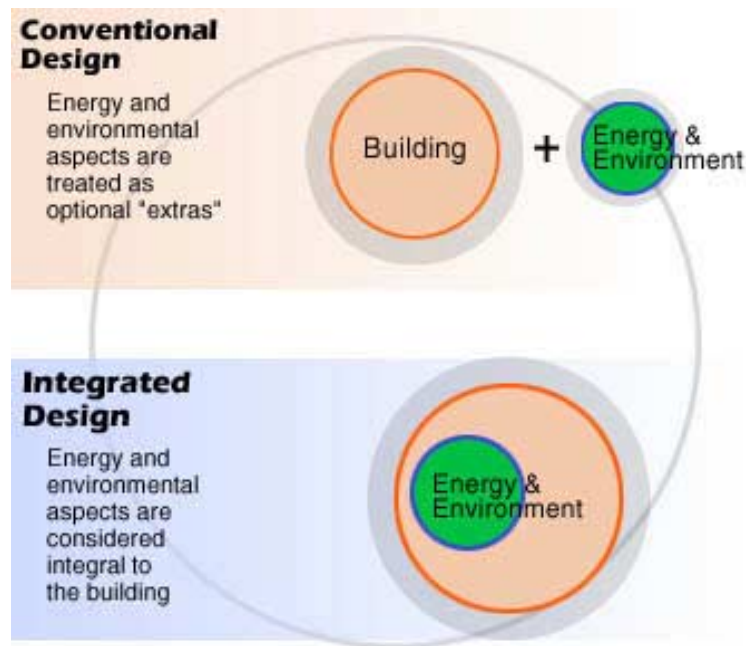 Conventional
Design
Energy and
environmental
aspects are
treated as
optional "extras"
Building
+
Energy &
Environment
Integrated
Design
Energy and
environmental
aspects are
considered
integral to
the building
Energy &
Environment